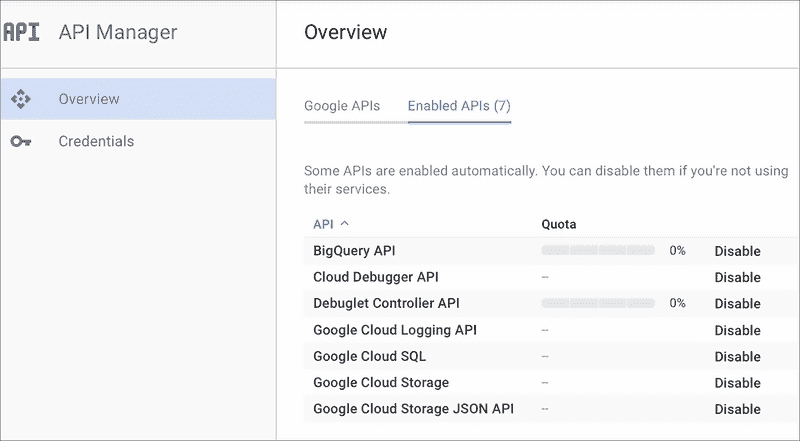 API API Manager
Overview
Overview
Credentials
Google APIs Enabled APIs (7)
Some APIs are enabled automatically. You can disable them if you're not using
their services.
API Quota
BigQuery API 0% Disable
Cloud Debugger API -- Disable
Debuglet Controller API 0% Disable
Google Cloud Logging API -- Disable
Google Cloud SQL -- Disable
Google Cloud Storage -- Disable
Google Cloud Storage JSON API -- Disable